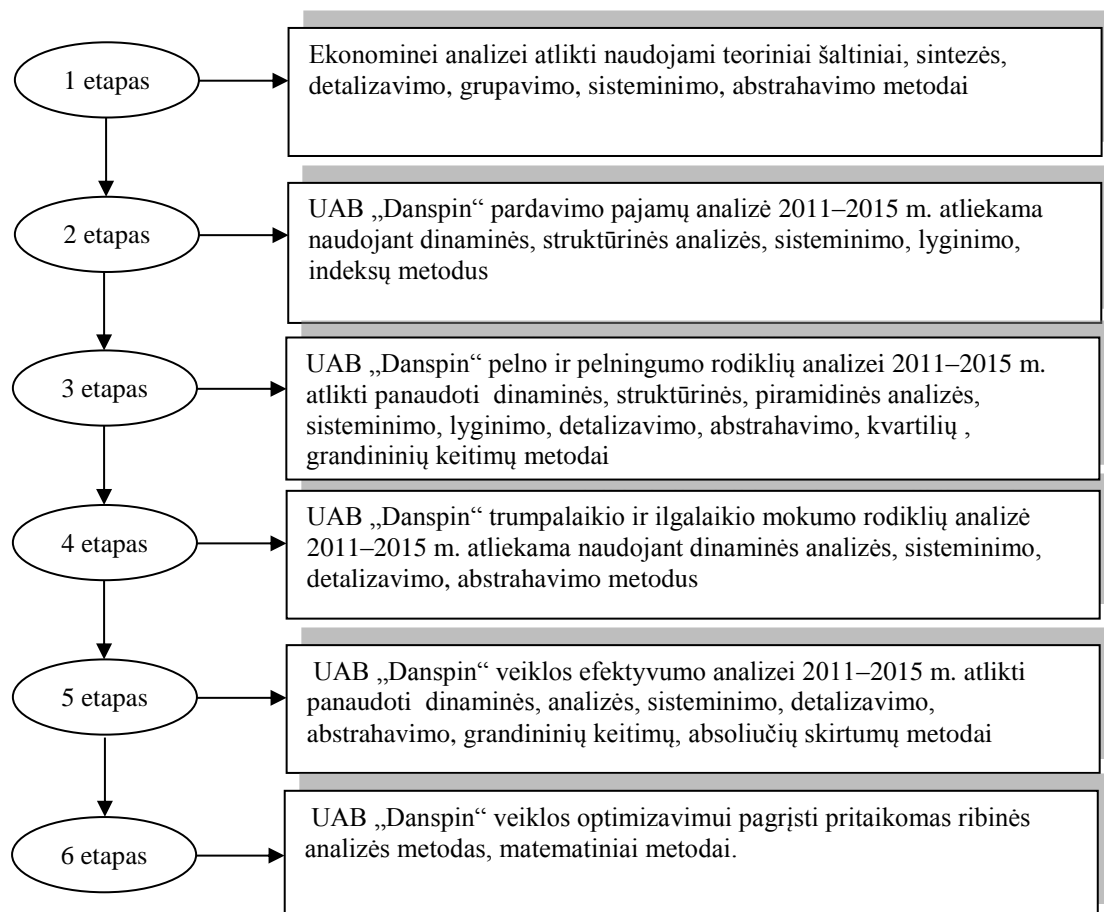 1 etapas
Ekonominei analizei atlikti naudojami teoriniai šaltiniai, sintezės,
detalizavimo, grupavimo, sisteminimo, abstrahavimo metodai
2 etapas
UAB „Danspin“ pardavimo pajamų analizė 2011–2015 m. atliekama
naudojant dinaminės, struktūrinės analizės, sisteminimo, lyginimo,
indeksų metodus
3 etapas
UAB „Danspin“ pelno ir pelningumo rodiklių analizei 2011–2015 m.
atlikti panaudoti dinaminės, struktūrinės, piramidinės analizės,
sisteminimo, lyginimo, detalizavimo, abstrahavimo, kvartilių ,
grandininių keitimų metodai
4 etapas
UAB „Danspin“ trumpalaikio ir ilgalaikio mokumo rodiklių analizė
2011–2015 m. atliekama naudojant dinaminės analizės, sisteminimo,
detalizavimo, abstrahavimo metodus
5 etapas
UAB „Danspin“ veiklos efektyvumo analizei 2011–2015 m. atlikti
panaudoti dinaminės, analizės, sisteminimo, detalizavimo,
abstrahavimo, grandininių keitimų, absoliučių skirtumų metodai
6 etapas
UAB „Danspin“ veiklos optimizavimui pagrįsti pritaikomas ribinės
analizės metodas, matematiniai metodai.